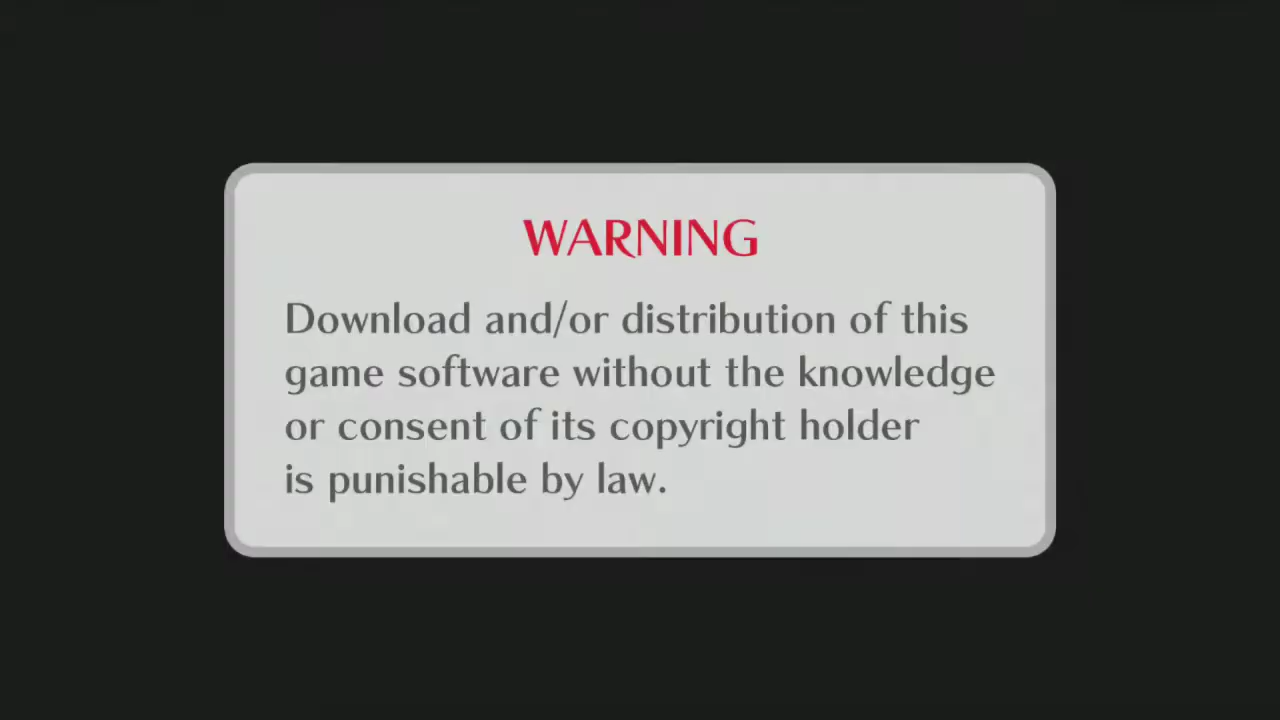 WARNING
Download and/or distribution of this
game software without the knowledge
or consent of its copyright holder
is punishable by law.